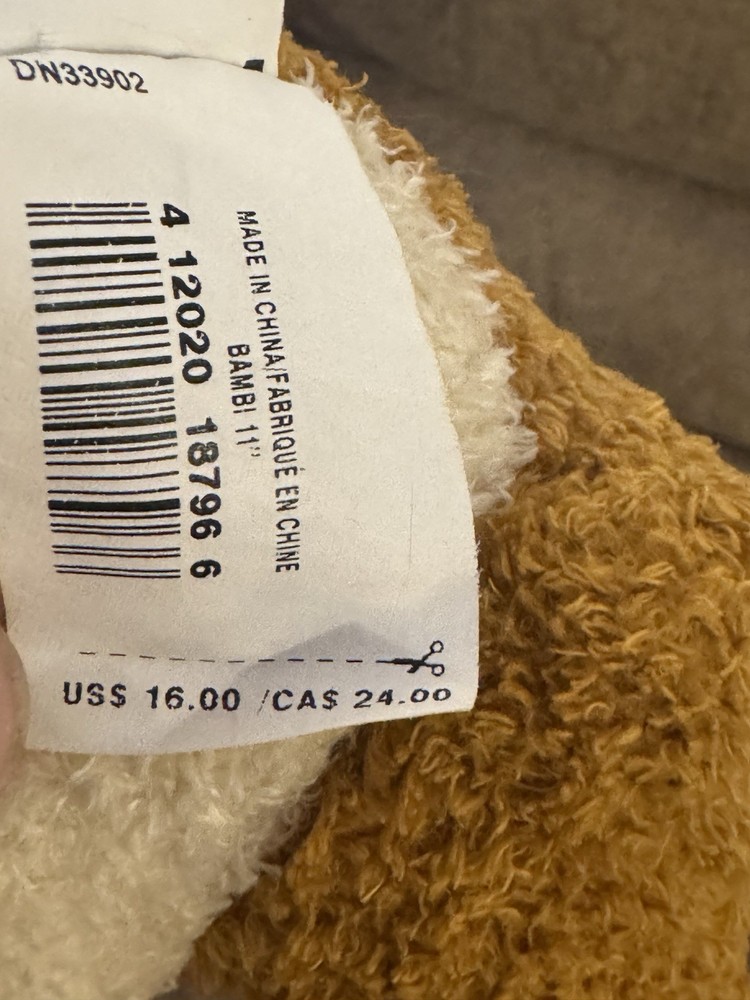 DN33902
4 12020 18796 6
MADE IN CHINA/FABRIQUÉ EN CHINE
BAMBI 11"
US$ 16.00 /CA$ 24.00